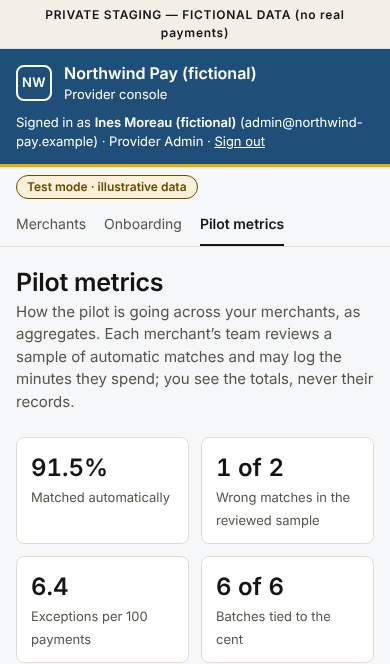 PRIVATE STAGING — FICTIONAL DATA (no real
payments)
NW
Northwind Pay (fictional)
Provider console
Signed in as Ines Moreau (fictional) (admin@northwind-
pay.example) · Provider Admin · Sign out
Test mode · illustrative data
Merchants Onboarding Pilot metrics
Pilot metrics
How the pilot is going across your merchants, as
aggregates. Each merchant’s team reviews a
sample of automatic matches and may log the
minutes they spend; you see the totals, never their
records.
91.5%
Matched automatically
1 of 2
Wrong matches in the
reviewed sample
6.4
Exceptions per 100
payments
6 of 6
Batches tied to the
cent